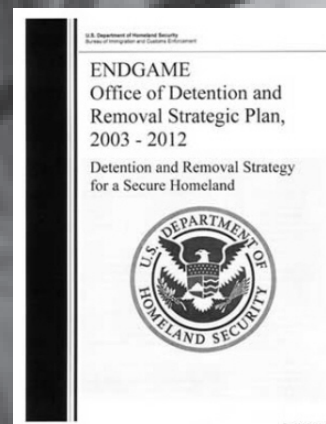 U.S. Department of Homeland Security
Bureau of Immigration and Customs Enforcement
ENDGAME
Office of Detention and
Removal Strategic Plan,
2003 - 2012
Detention and Removal Strategy
for a Secure Homeland
U.S. DEPARTMENT OF
HOMELAND SECURITY